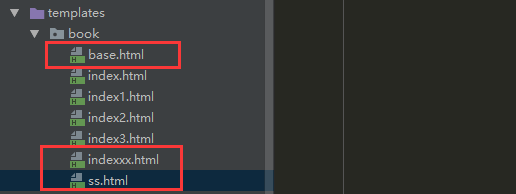 templates
book
base.html
index.html
index1.html
index2.html
index3.html
indexxx.html
ss.html